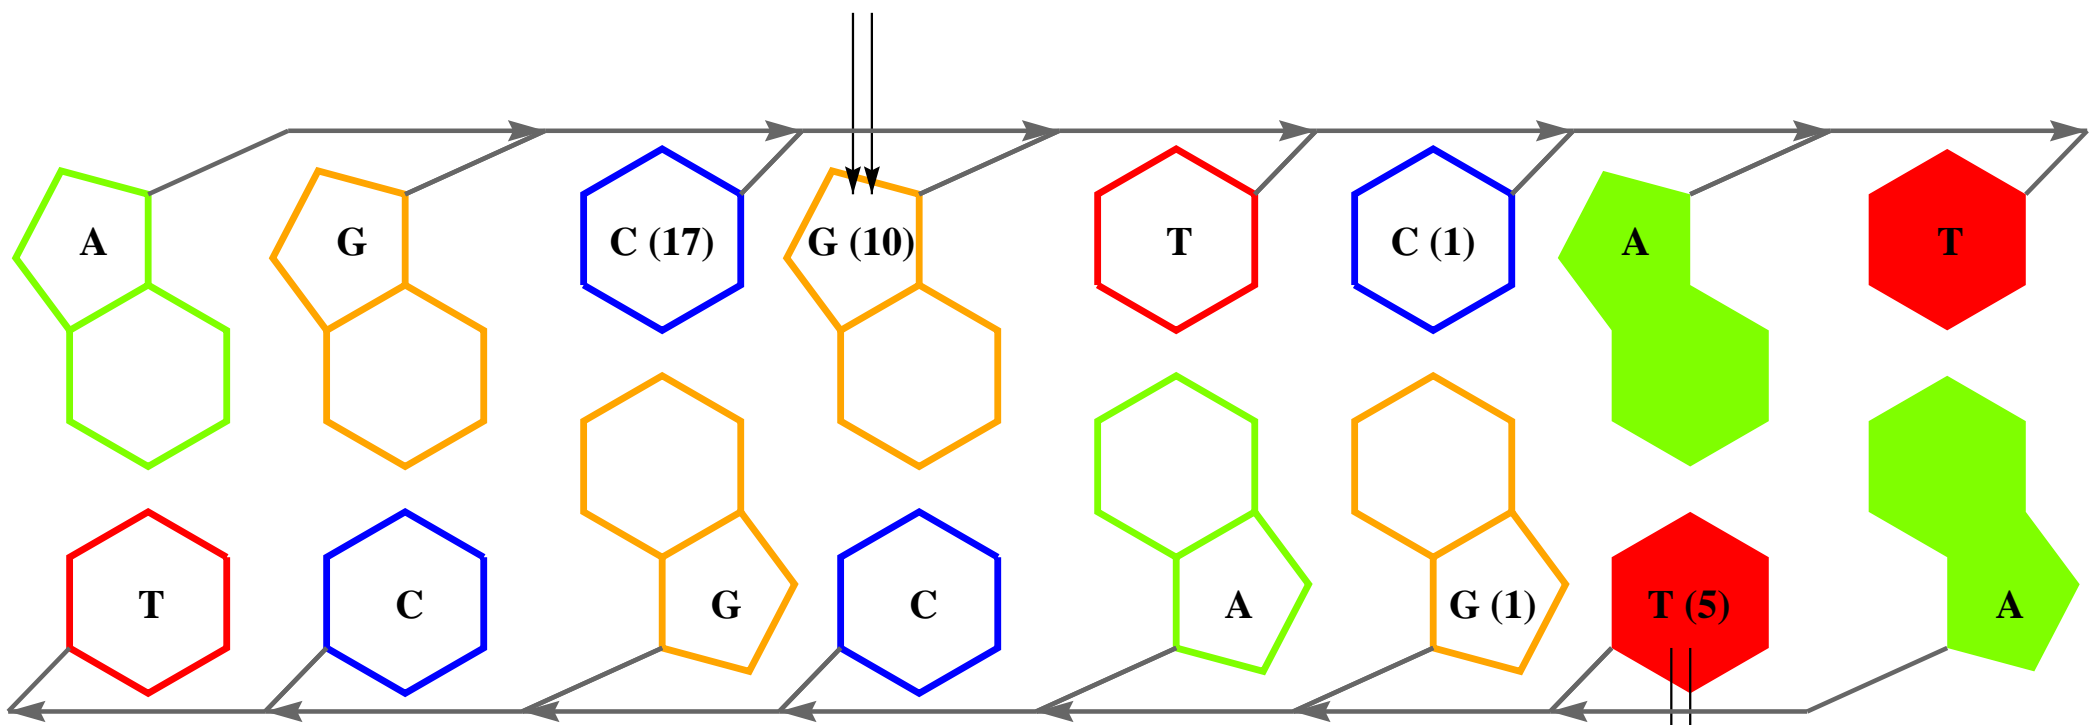 A G C (17) G (10) T C (1) A T
T C G C A G (1) T (5) A